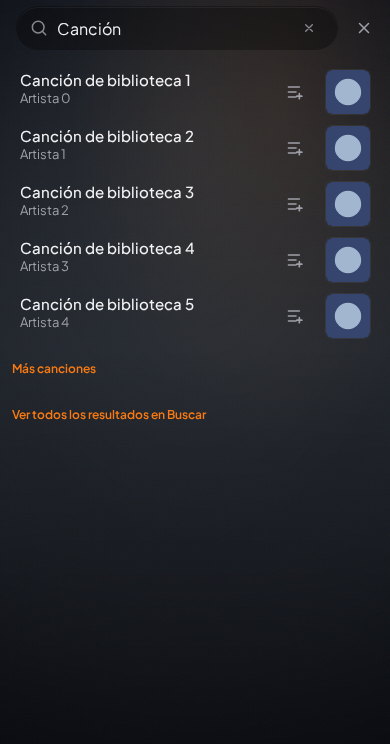 Canción
Canción de biblioteca 1
Artista 0
Canción de biblioteca 2
Artista 1
Canción de biblioteca 3
Artista 2
Canción de biblioteca 4
Artista 3
Canción de biblioteca 5
Artista 4
Más canciones
Ver todos los resultados en Buscar